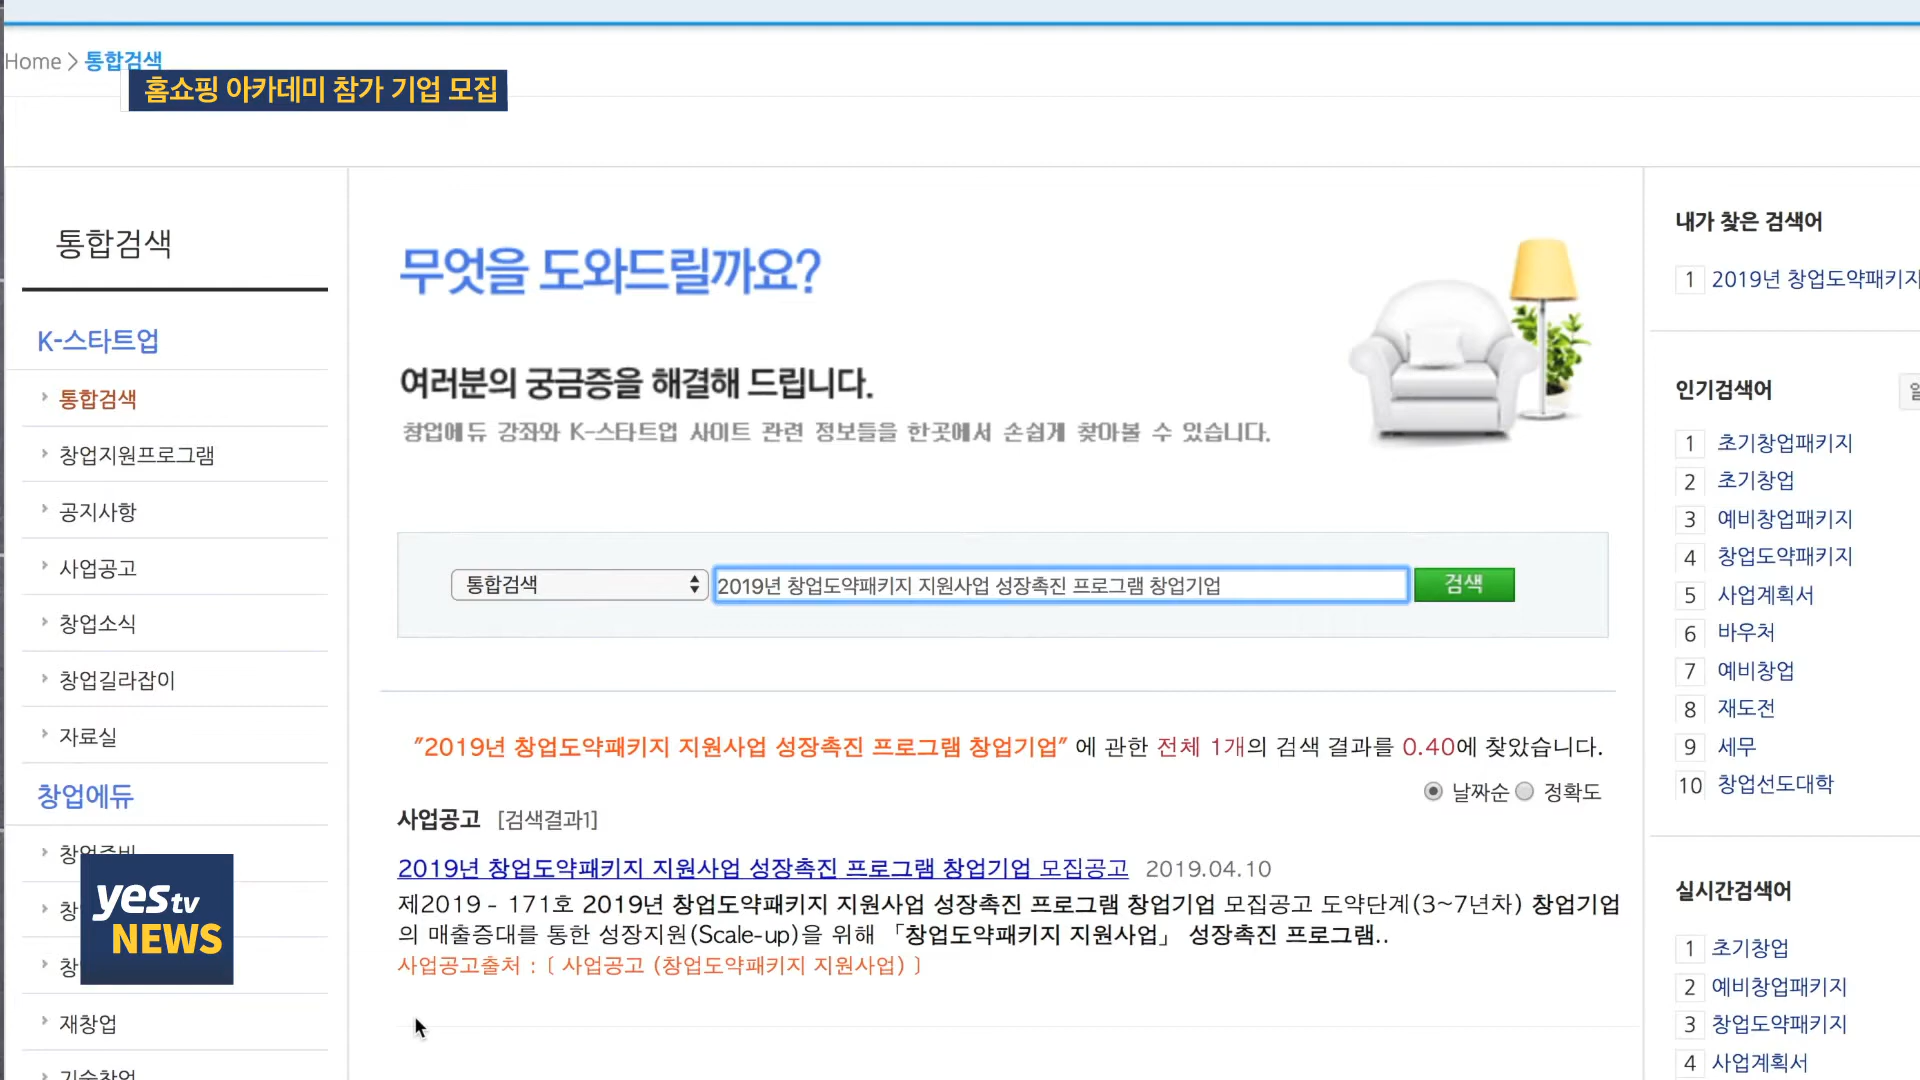 Home > 통합검색
홈쇼핑 아카데미 참가 기업 모집
통합검색
K-스타트업
통합검색
창업지원프로그램
공지사항
사업공고
창업소식
창업길라잡이
자료실
창업에듀
창
창
재창업
yes tv
NEWS
무엇을 도와드릴까요?
여러분의 궁금증을 해결해 드립니다.
창업에듀 강좌와 K-스타트업 사이트 관련 정보들을 한곳에서 손쉽게 찾아볼 수 있습니다.
통합검색 2019년 창업도약패키지 지원사업 성장촉진 프로그램 창업기업 검색
"2019년 창업도약패키지 지원사업 성장촉진 프로그램 창업기업" 에 관한 전체 1개의 검색 결과를 0.40에 찾았습니다.
날짜순 정확도
사업공고 [검색결과1]
2019년 창업도약패키지 지원사업 성장촉진 프로그램 창업기업 모집공고 2019.04.10
제2019 - 171호 2019년 창업도약패키지 지원사업 성장촉진 프로그램 창업기업 모집공고 도약단계(3~7년차) 창업기업
의 매출증대를 통한 성장지원(Scale-up)을 위해 「창업도약패키지 지원사업」 성장촉진 프로그램..
사업공고출처 : [ 사업공고 (창업도약패키지 지원사업) ]
내가 찾은 검색어
1 2019년 창업도약패키지
인기검색어
1 초기창업패키지
2 초기창업
3 예비창업패키지
4 창업도약패키지
5 사업계획서
6 바우처
7 예비창업
8 재도전
9 세무
10 창업선도대학
실시간검색어
1 초기창업
2 예비창업패키지
3 창업도약패키지
4 사업계획서